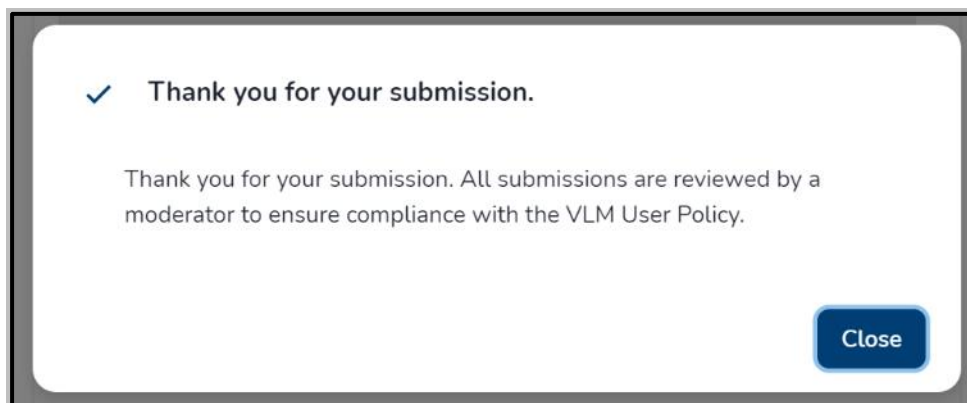 Thank you for your submission.
Thank you for your submission. All submissions are reviewed by a
moderator to ensure compliance with the VLM User Policy.
Close